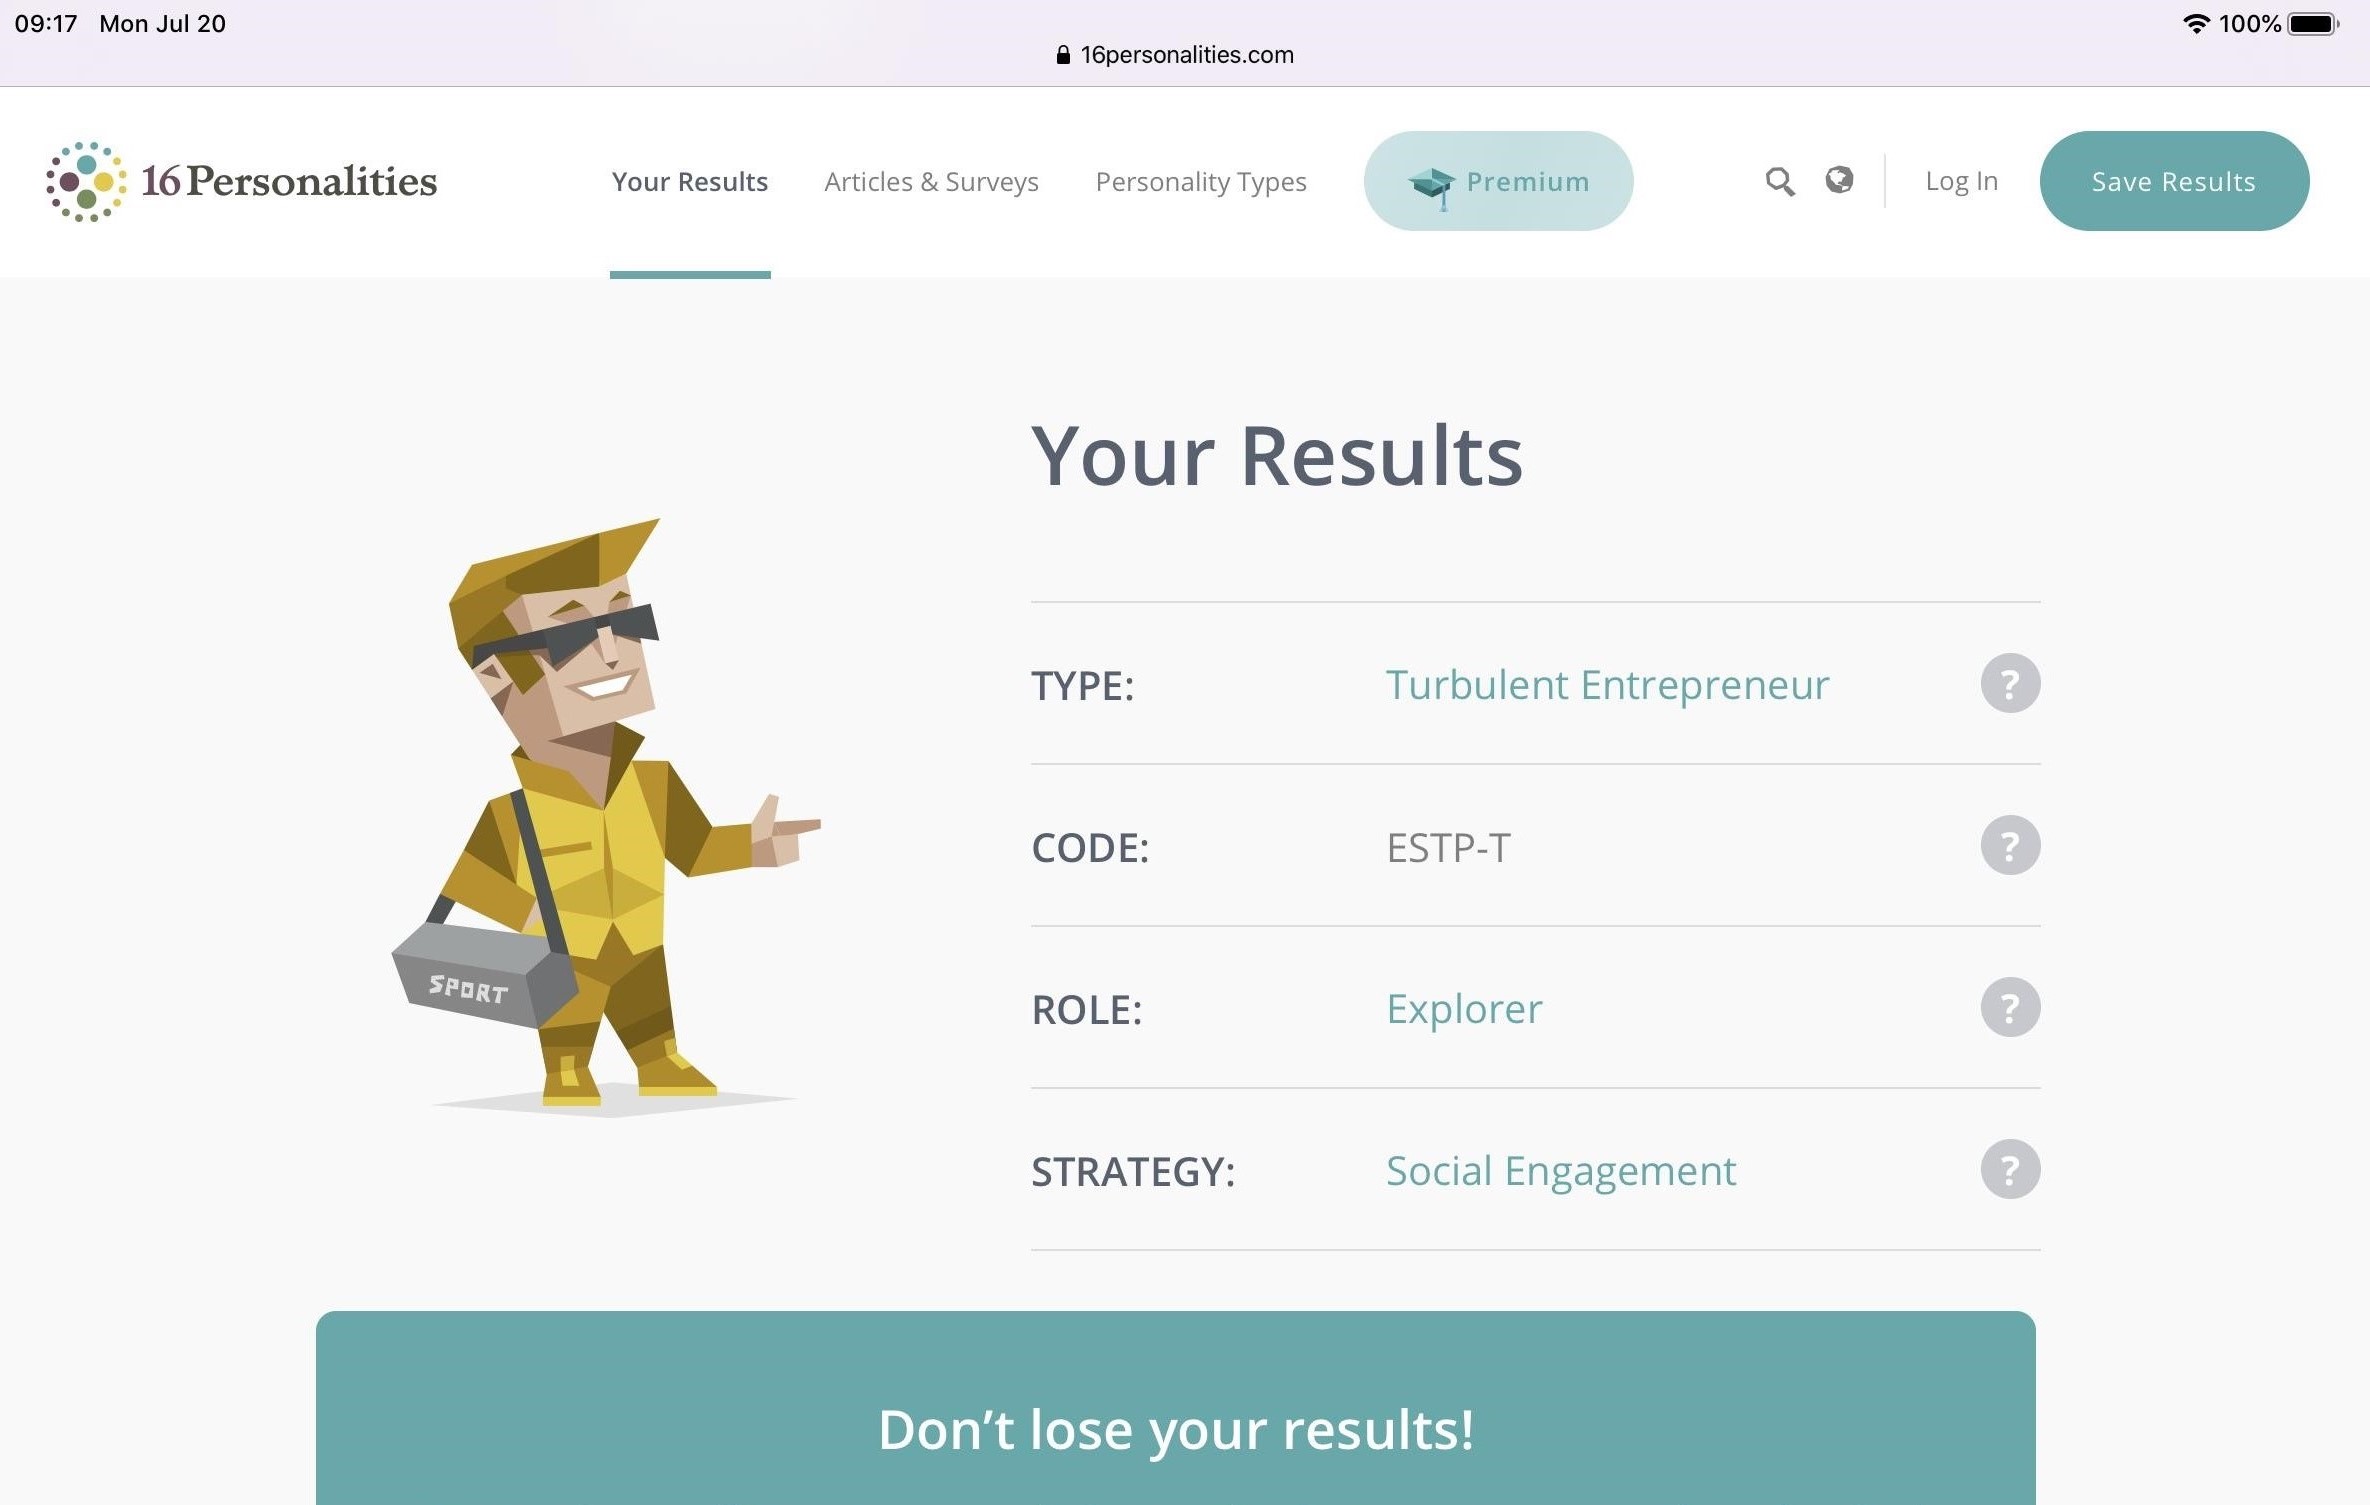 09:17 Mon Jul 20
100%
16personalities.com
16Personalities
Your Results
Articles & Surveys
Personality Types
Premium
Log In
Save Results
Your Results
TYPE: Turbulent Entrepreneur ?
CODE: ESTP-T ?
ROLE: Explorer ?
STRATEGY: Social Engagement ?
SPORT
Don’t lose your results!